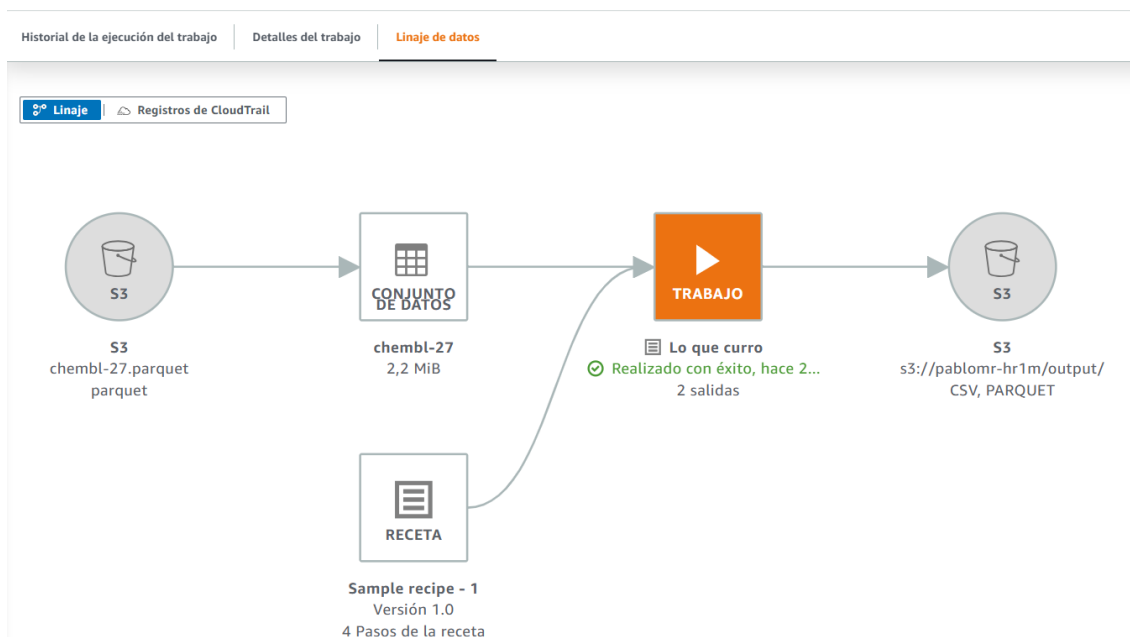 Historial de la ejecución del trabajo
Detalles del trabajo
Linaje de datos
Linaje
Registros de CloudTrail
S3
S3
chembl-27.parquet
parquet
CONJUNTO
DE DATOS
chembl-27
2,2 MiB
TRABAJO
Lo que curro
Realizado con éxito, hace 2...
2 salidas
S3
S3
s3://pablomr-hr1m/output/
CSV, PARQUET
RECETA
Sample recipe - 1
Versión 1.0
4 Pasos de la receta